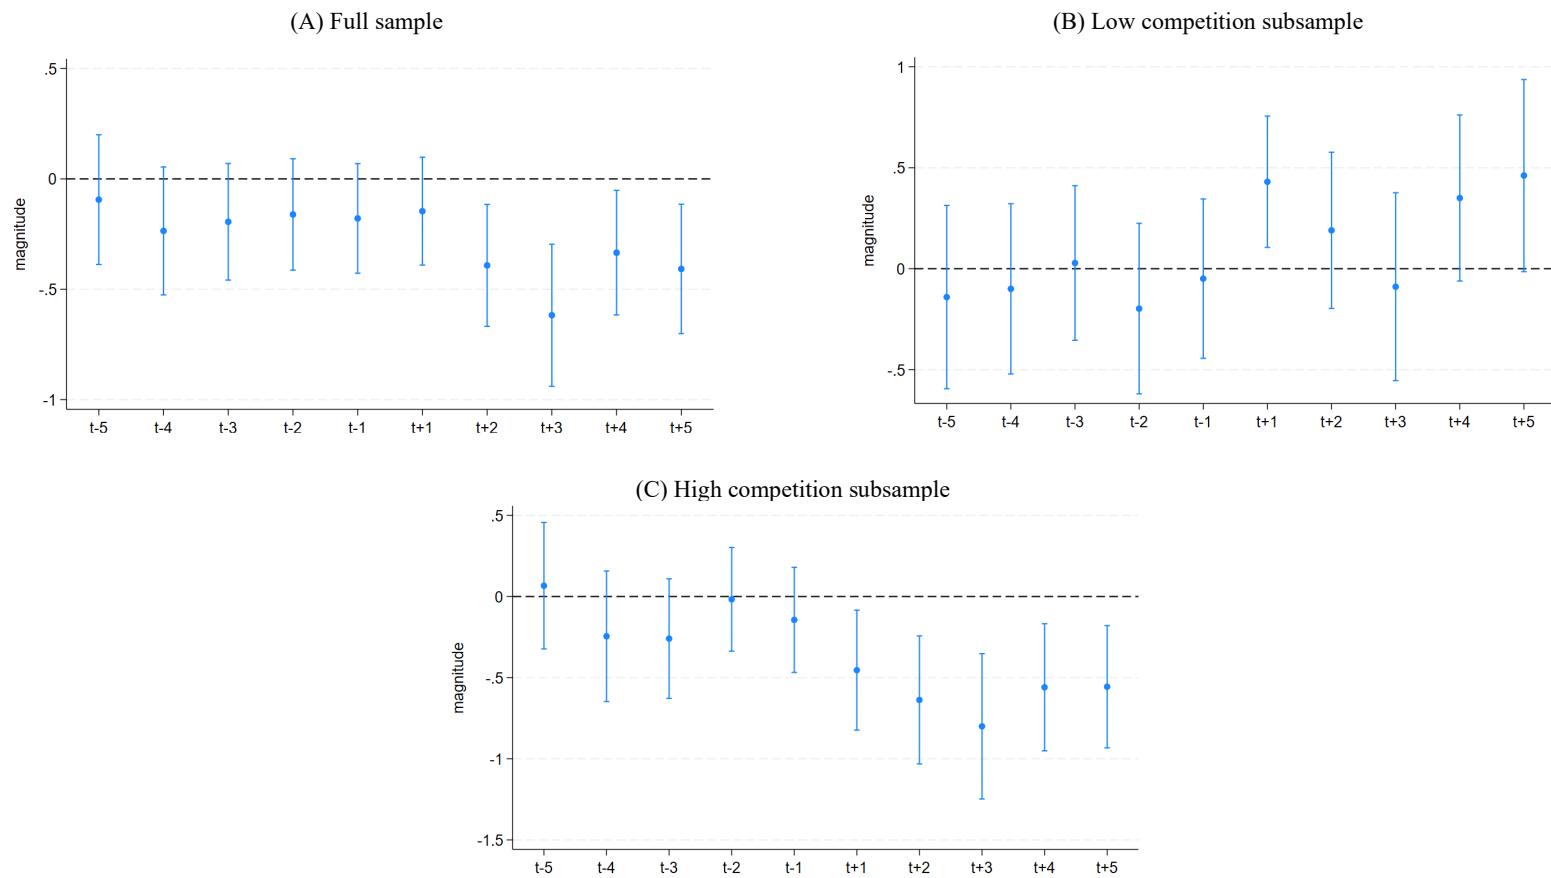 (A) Full sample
.5
0
-.5
-1
magnitude
t-5 t-4 t-3 t-2 t-1 t+1 t+2 t+3 t+4 t+5
(B) Low competition subsample
1
.5
0
-.5
magnitude
t-5 t-4 t-3 t-2 t-1 t+1 t+2 t+3 t+4 t+5
(C) High competition subsample
.5
0
-.5
-1
-1.5
magnitude
t-5 t-4 t-3 t-2 t-1 t+1 t+2 t+3 t+4 t+5